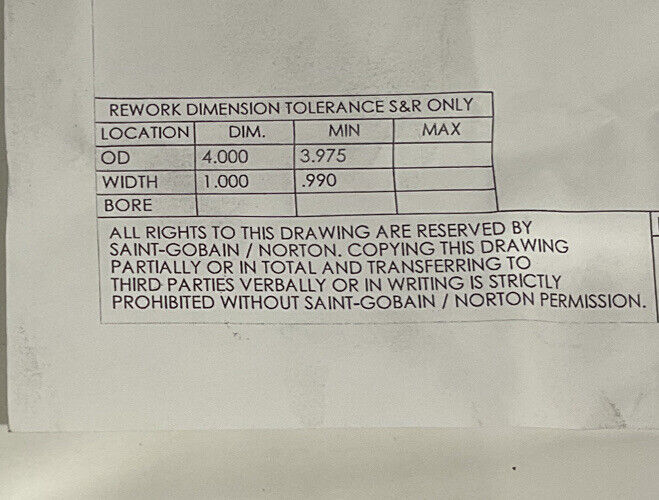 REWORK DIMENSION TOLERANCE S&R ONLY
LOCATION DIM. MIN MAX
OD 4.000 3.975
WIDTH 1.000 .990
BORE
ALL RIGHTS TO THIS DRAWING ARE RESERVED BY
SAINT-GOBAIN / NORTON. COPYING THIS DRAWING
PARTIALLY OR IN TOTAL AND TRANSFERRING TO
THIRD PARTIES VERBALLY OR IN WRITING IS STRICTLY
PROHIBITED WITHOUT SAINT-GOBAIN / NORTON PERMISSION.